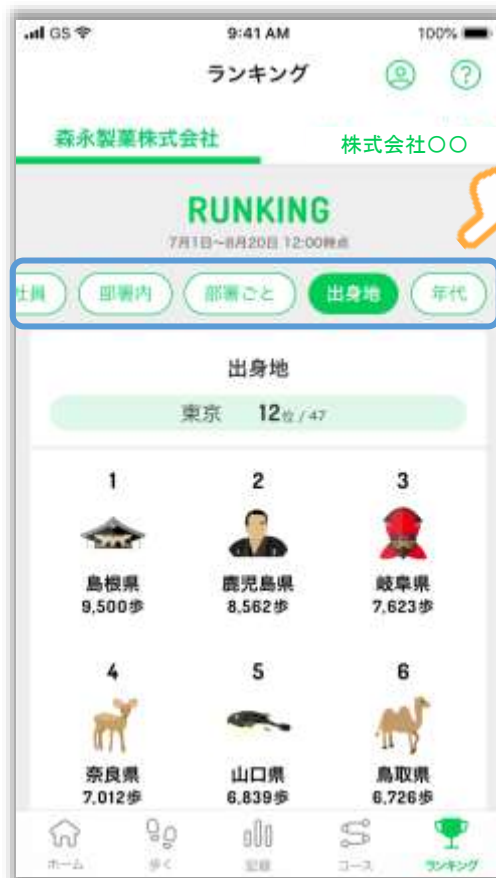 GS 9:41 AM 100%
ランキング ?
森永製菓株式会社 株式会社〇〇
RUNKING
7月1日~8月20日 12:00時点
社員 部署内 部署ごと 出身地 年代
出身地
東京 12位 / 47
1 2 3
島根県 鹿児島県 岐阜県
9,500歩 8,562歩 7,623歩
4 5 6
奈良県 山口県 鳥取県
7,012歩 6,839歩 6,726歩
ホーム 歩く 記録 コース ランキング